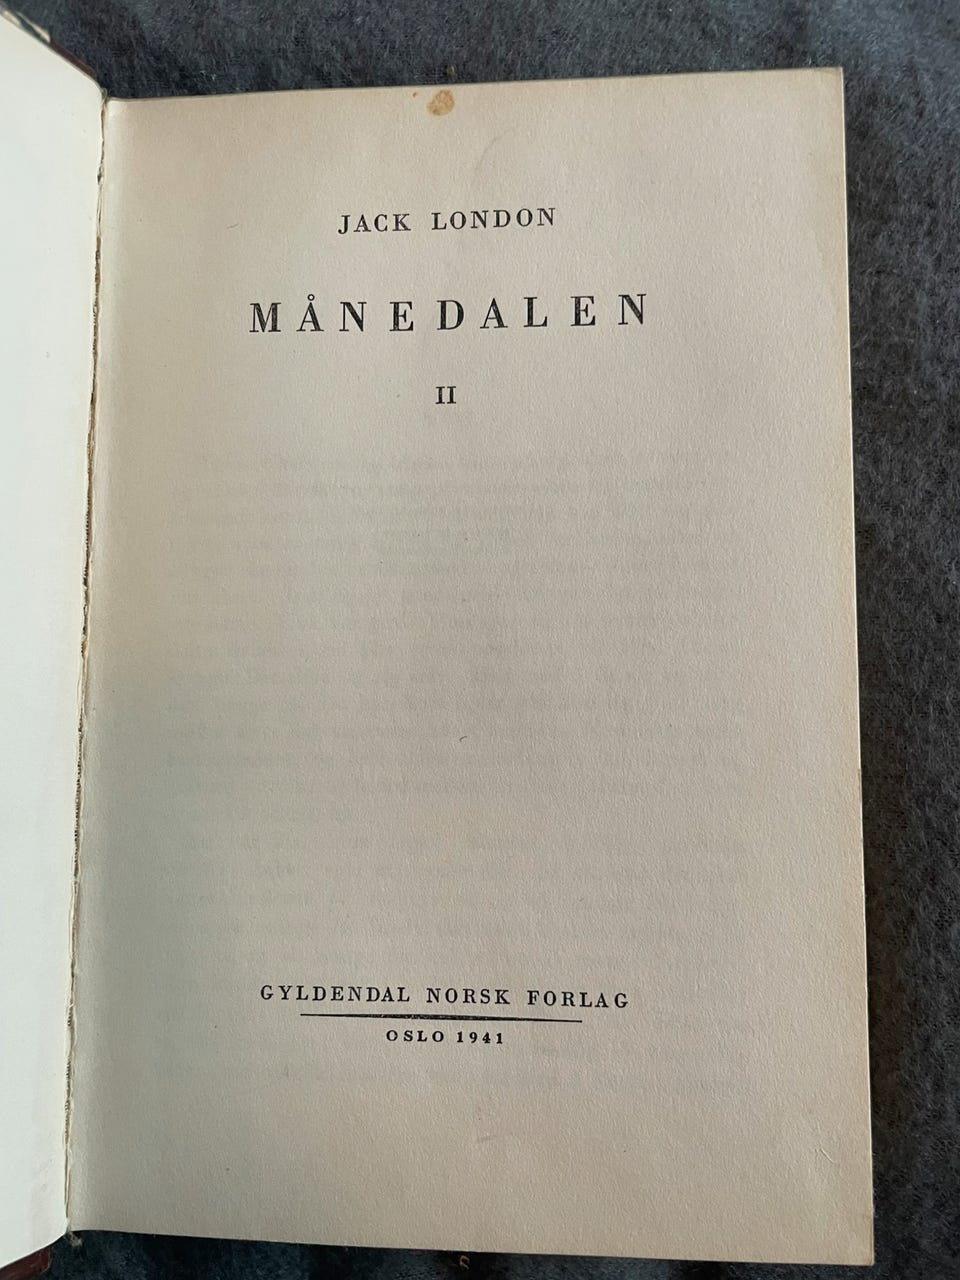 JACK LONDON
MÅNEDALEN
II
GYLDENDAL NORSK FORLAG
OSLO 1941